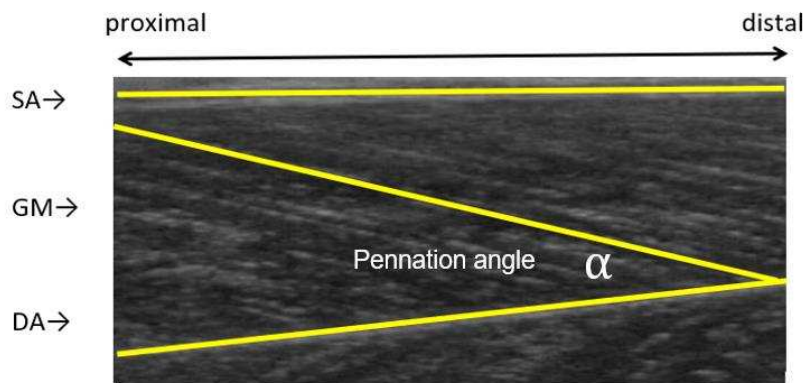 proximal distal
SA→
GM→
Pennation angle α
DA→